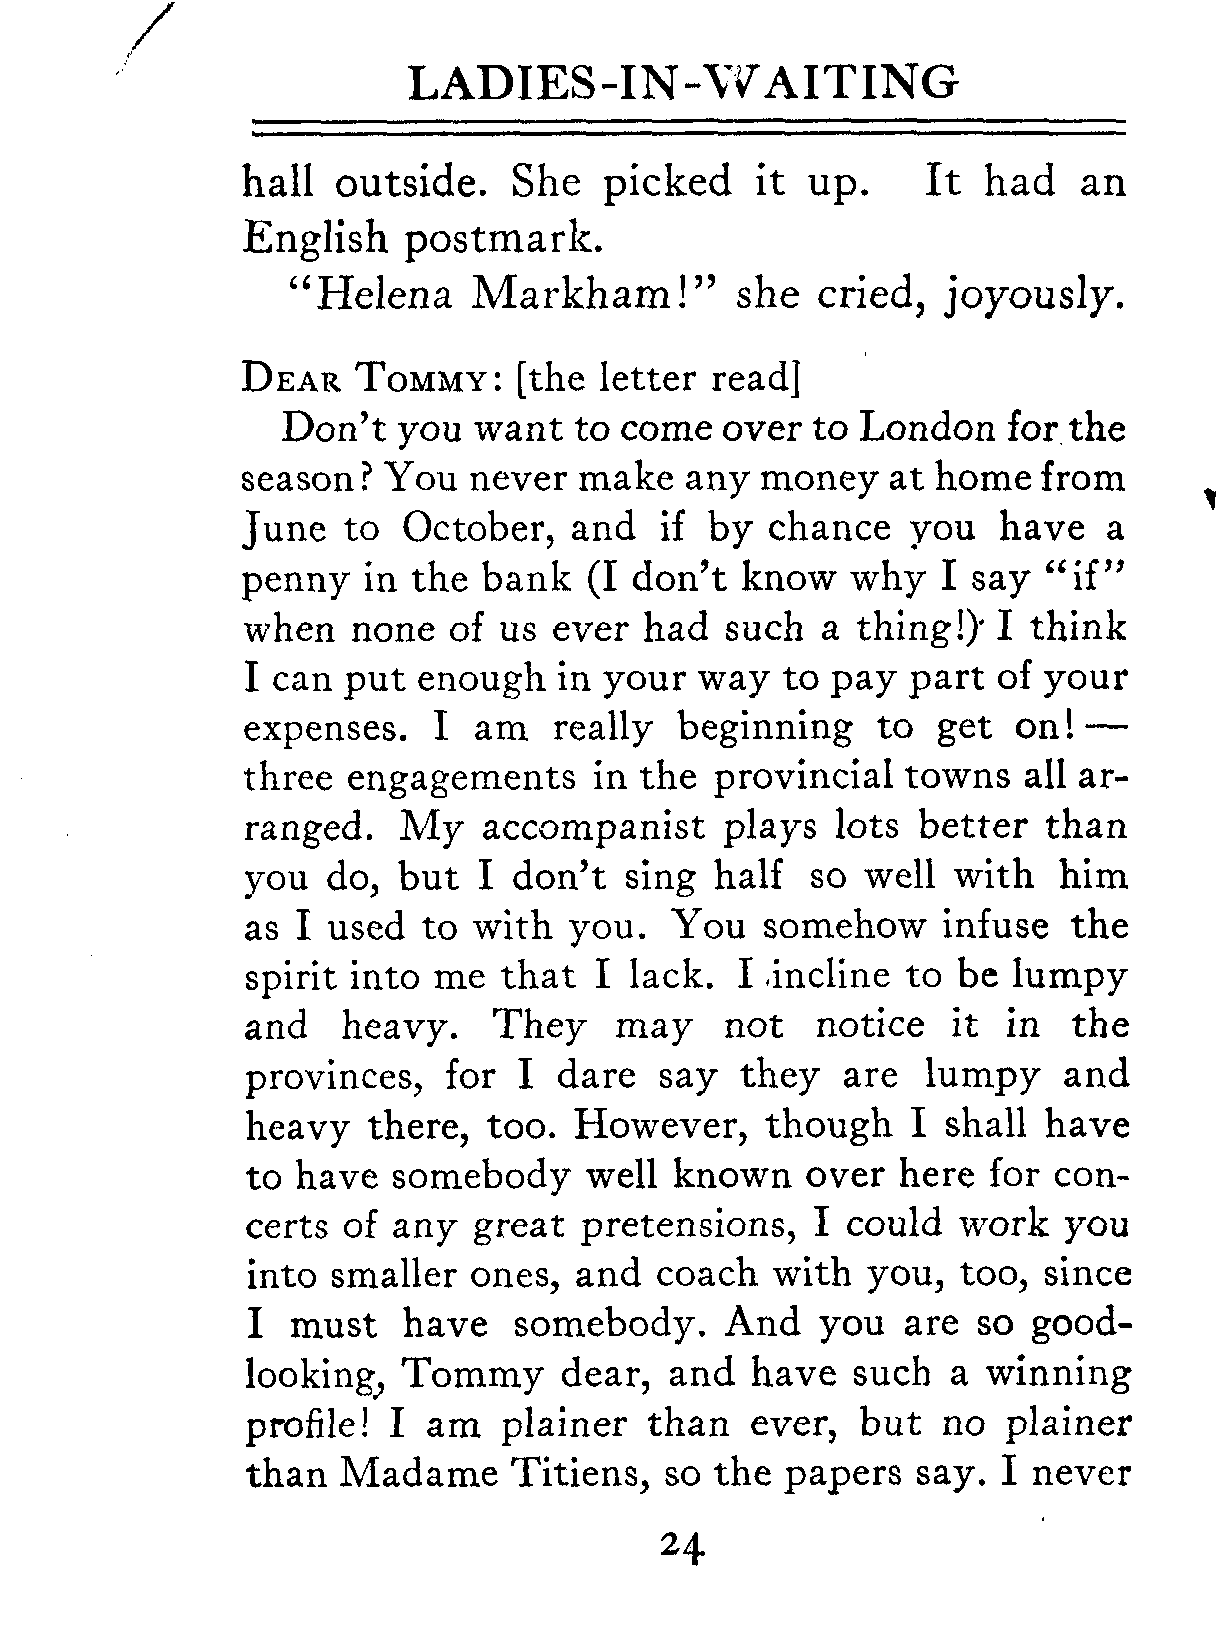 LADIES-IN-WAITING
hall outside. She picked it up. It had an
English postmark.
“Helena Markham!” she cried, joyously.
DEAR TOMMY: [the letter read]
Don’t you want to come over to London for the
season? You never make any money at home from
June to October, and if by chance you have a
penny in the bank (I don’t know why I say “if”
when none of us ever had such a thing!) I think
I can put enough in your way to pay part of your
expenses. I am really beginning to get on! —
three engagements in the provincial towns all ar-
ranged. My accompanist plays lots better than
you do, but I don’t sing half so well with him
as I used to with you. You somehow infuse the
spirit into me that I lack. I incline to be lumpy
and heavy. They may not notice it in the
provinces, for I dare say they are lumpy and
heavy there, too. However, though I shall have
to have somebody well known over here for con-
certs of any great pretensions, I could work you
into smaller ones, and coach with you, too, since
I must have somebody. And you are so good-
looking, Tommy dear, and have such a winning
profile! I am plainer than ever, but no plainer
than Madame Titiens, so the papers say. I never
24